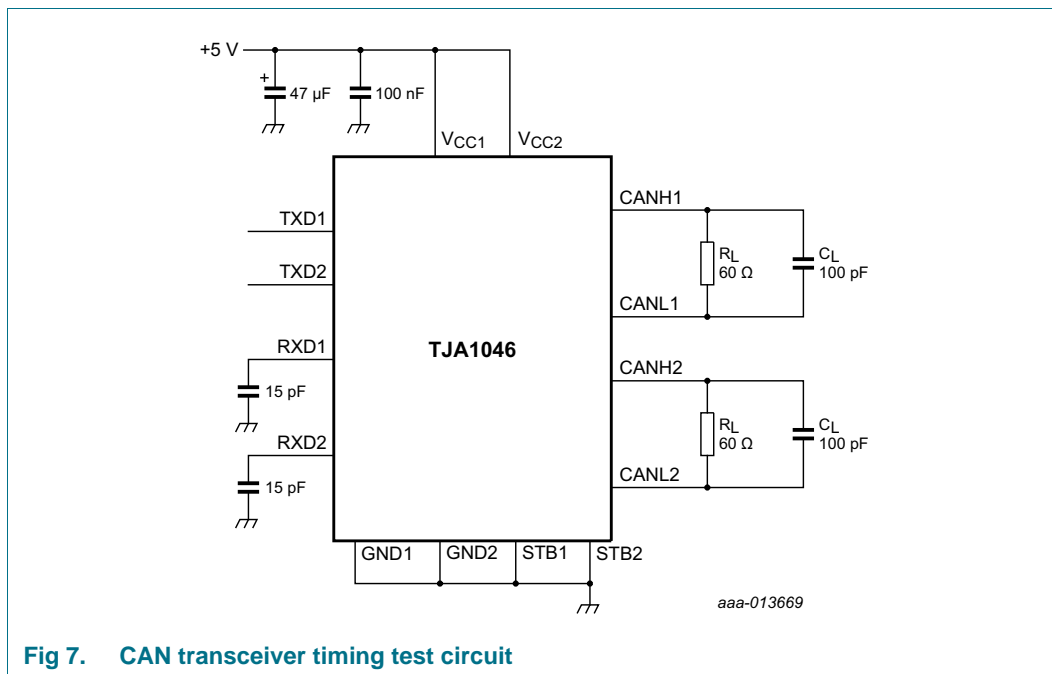 +5 V
+
47 µF
100 nF
VCC1
VCC2
CANH1
TXD1
RL
60 Ω
CL
100 pF
TXD2
CANL1
TJA1046
RXD1
CANH2
15 pF
RL
60 Ω
CL
100 pF
RXD2
CANL2
15 pF
GND1
GND2
STB1
STB2
aaa-013669
Fig 7. CAN transceiver timing test circuit